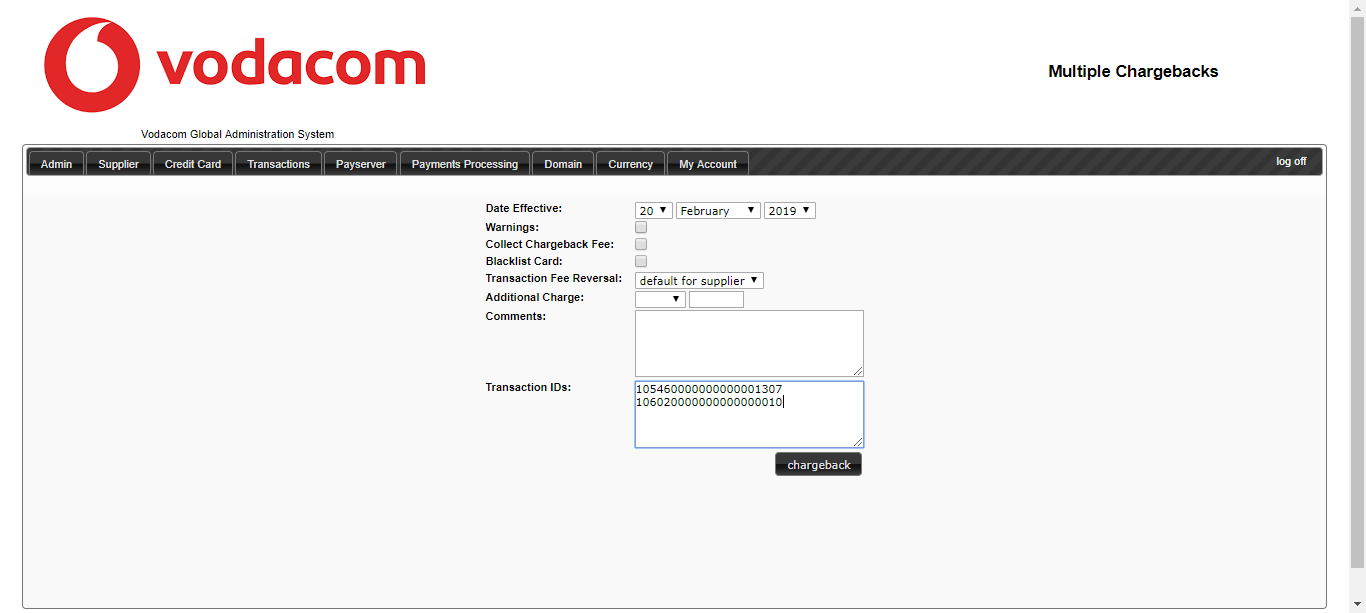 vodacom
Multiple Chargebacks
Vodacom Global Administration System
Admin Supplier Credit Card Transactions Payserver Payments Processing Domain Currency My Account log off
Date Effective: 20 February 2019
Warnings:
Collect Chargeback Fee:
Blacklist Card:
Transaction Fee Reversal: default for supplier
Additional Charge:
Comments:
Transaction IDs: 105460000000000001307
106020000000000000010
chargeback